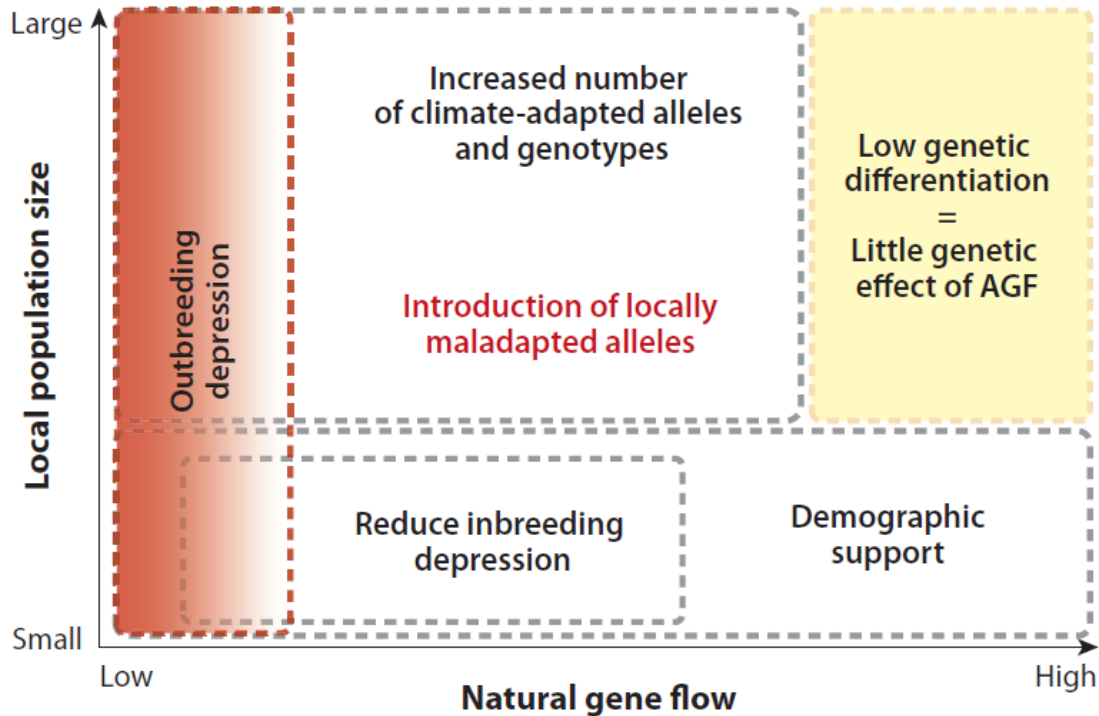 Large
Increased number
of climate-adapted alleles
and genotypes
Low genetic
differentiation
=
Little genetic
effect of AGF
Local population size
Outbreeding
depression
Introduction of locally
maladapted alleles
Reduce inbreeding
depression
Demographic
support
Small
Low
High
Natural gene flow